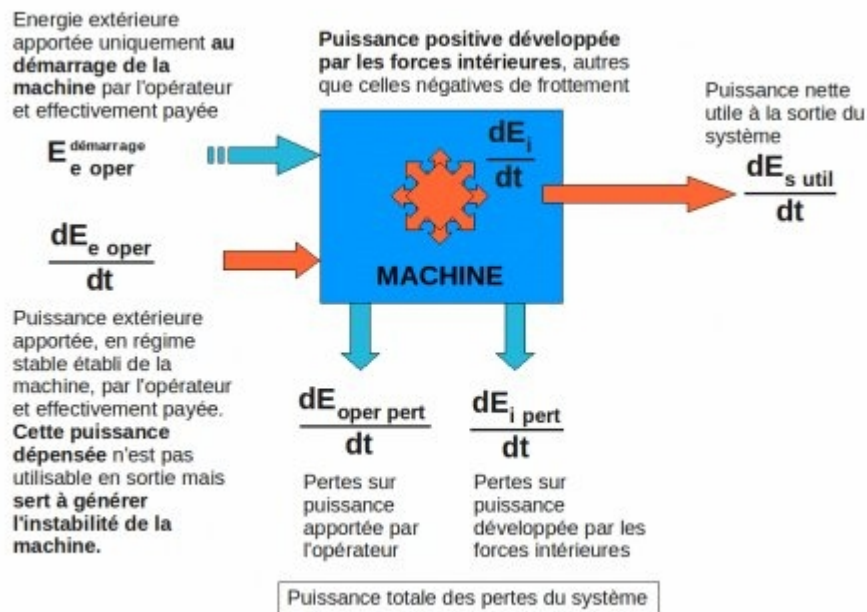 Energie extérieure
apportée uniquement au
démarrage de la
machine par l'opérateur
et effectivement payée
E démarrage e oper
dE e oper
dt
Puissance extérieure
apportée, en régime
stable établi de la
machine, par l'opérateur
et effectivement payée.
Cette puissance
dépensée n'est pas
utilisable en sortie mais
sert à générer
l'instabilité de la
machine.
Puissance positive développée
par les forces intérieures, autres
que celles négatives de frottement
dE i
dt
MACHINE
Puissance nette
utile à la sortie du
système
dE s util
dt
dE oper pert
dt
Pertes sur
puissance
apportée par
l'opérateur
dE i pert
dt
Pertes sur
puissance
développée par les
forces intérieures
Puissance totale des pertes du système